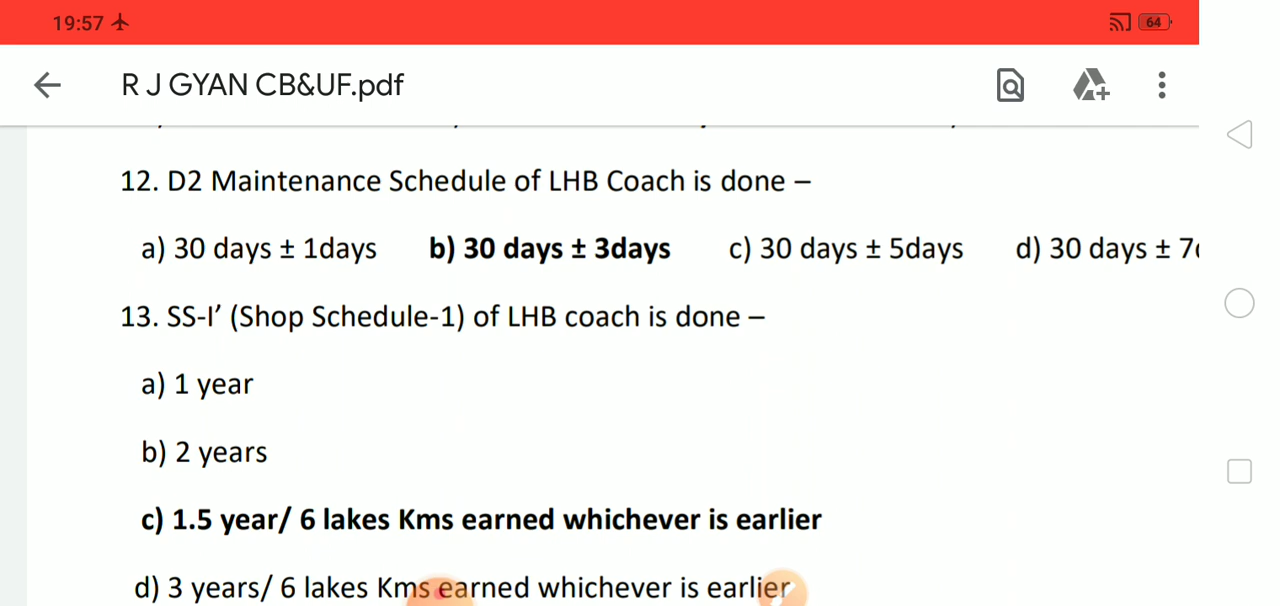 19:57
64
R J GYAN CB&UF.pdf
12. D2 Maintenance Schedule of LHB Coach is done –
a) 30 days ± 1days b) 30 days ± 3days c) 30 days ± 5days d) 30 days ± 7
13. SS-I’ (Shop Schedule-1) of LHB coach is done –
a) 1 year
b) 2 years
c) 1.5 year/ 6 lakes Kms earned whichever is earlier
d) 3 years/ 6 lakes Kms earned whichever is earlier